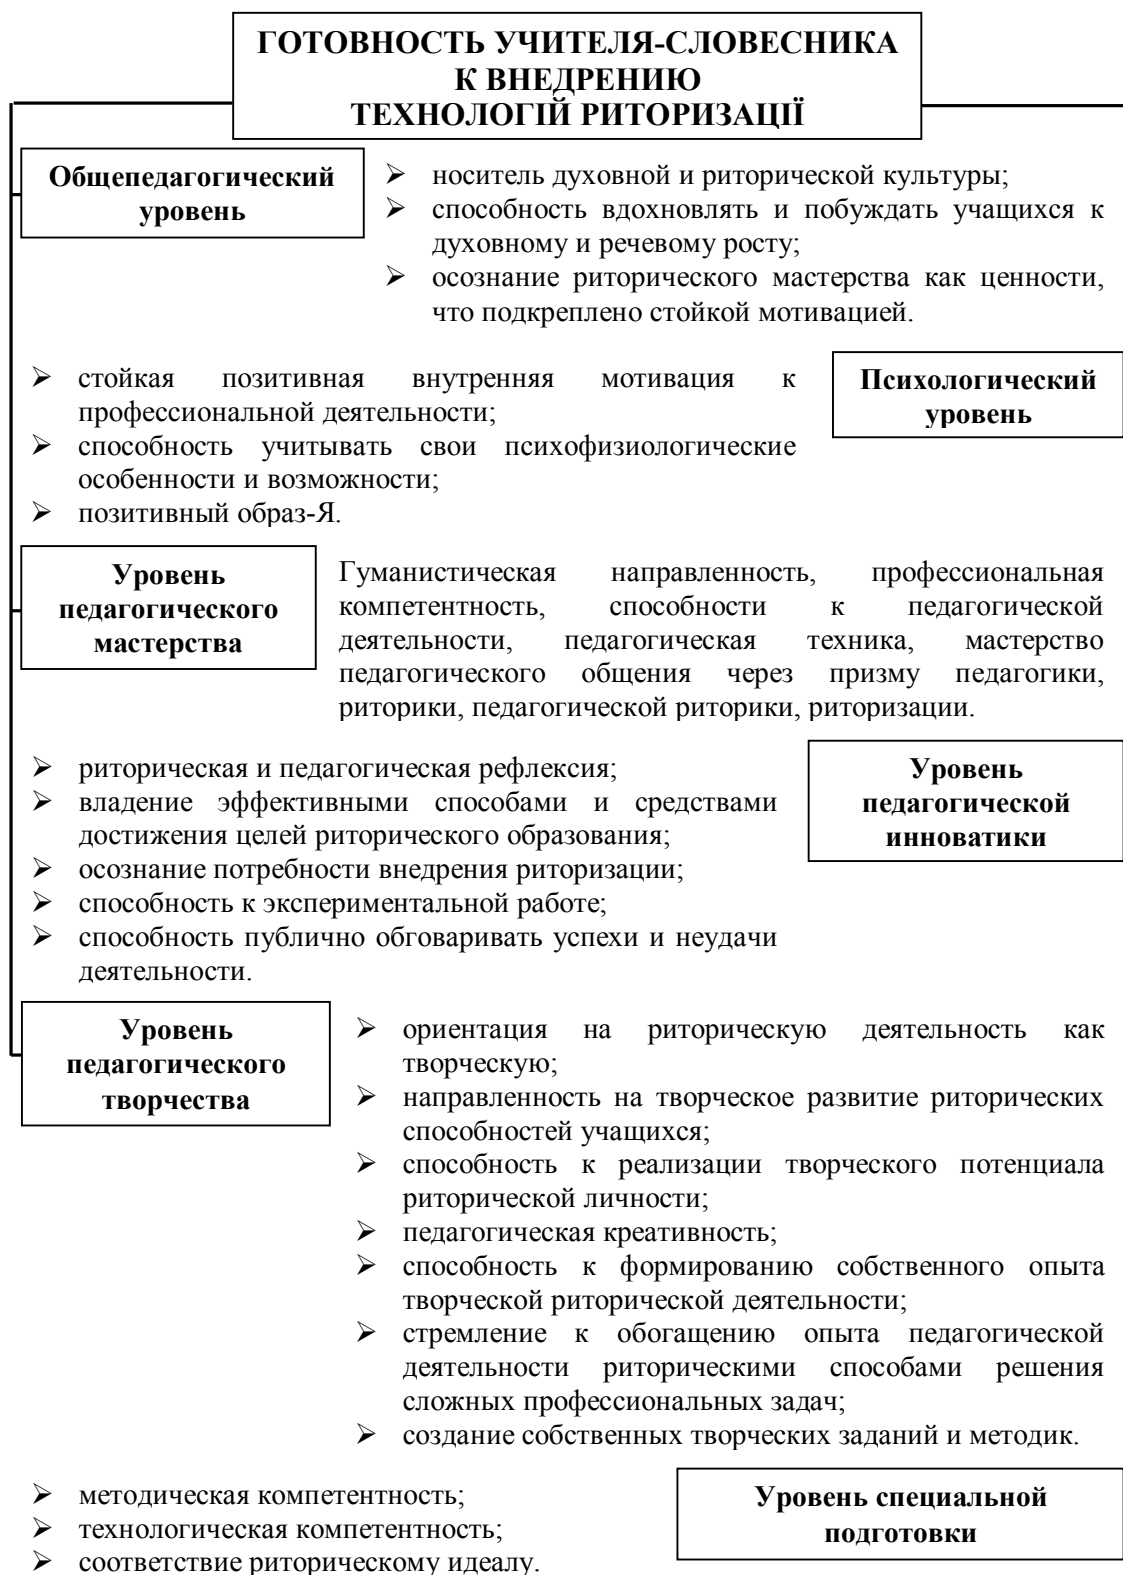 ГОТОВНОСТЬ УЧИТЕЛЯ-СЛОВЕСНИКА
К ВНЕДРЕНИЮ
ТЕХНОЛОГІЙ РИТОРИЗАЦІЇ
Общепедагогический
уровень
➢ носитель духовной и риторической культуры;
➢ способность вдохновлять и побуждать учащихся к
духовному и речевому росту;
➢ осознание риторического мастерства как ценности,
что подкреплено стойкой мотивацией.
➢ стойкая позитивная внутренняя мотивация к
профессиональной деятельности;
➢ способность учитывать свои психофизиологические
особенности и возможности;
➢ позитивный образ-Я.
Психологический
уровень
Уровень
педагогического
мастерства
Гуманистическая направленность, профессиональная
компетентность, способности к педагогической
деятельности, педагогическая техника, мастерство
педагогического общения через призму педагогики,
риторики, педагогической риторики, риторизации.
➢ риторическая и педагогическая рефлексия;
➢ владение эффективными способами и средствами
достижения целей риторического образования;
➢ осознание потребности внедрения риторизации;
➢ способность к экспериментальной работе;
➢ способность публично обговаривать успехи и неудачи
деятельности.
Уровень
педагогической
инноватики
Уровень
педагогического
творчества
➢ ориентация на риторическую деятельность как
творческую;
➢ направленность на творческое развитие риторических
способностей учащихся;
➢ способность к реализации творческого потенциала
риторической личности;
➢ педагогическая креативность;
➢ способность к формированию собственного опыта
творческой риторической деятельности;
➢ стремление к обогащению опыта педагогической
деятельности риторическими способами решения
сложных профессиональных задач;
➢ создание собственных творческих заданий и методик.
➢ методическая компетентность;
➢ технологическая компетентность;
➢ соответствие риторическому идеалу.
Уровень специальной
подготовки